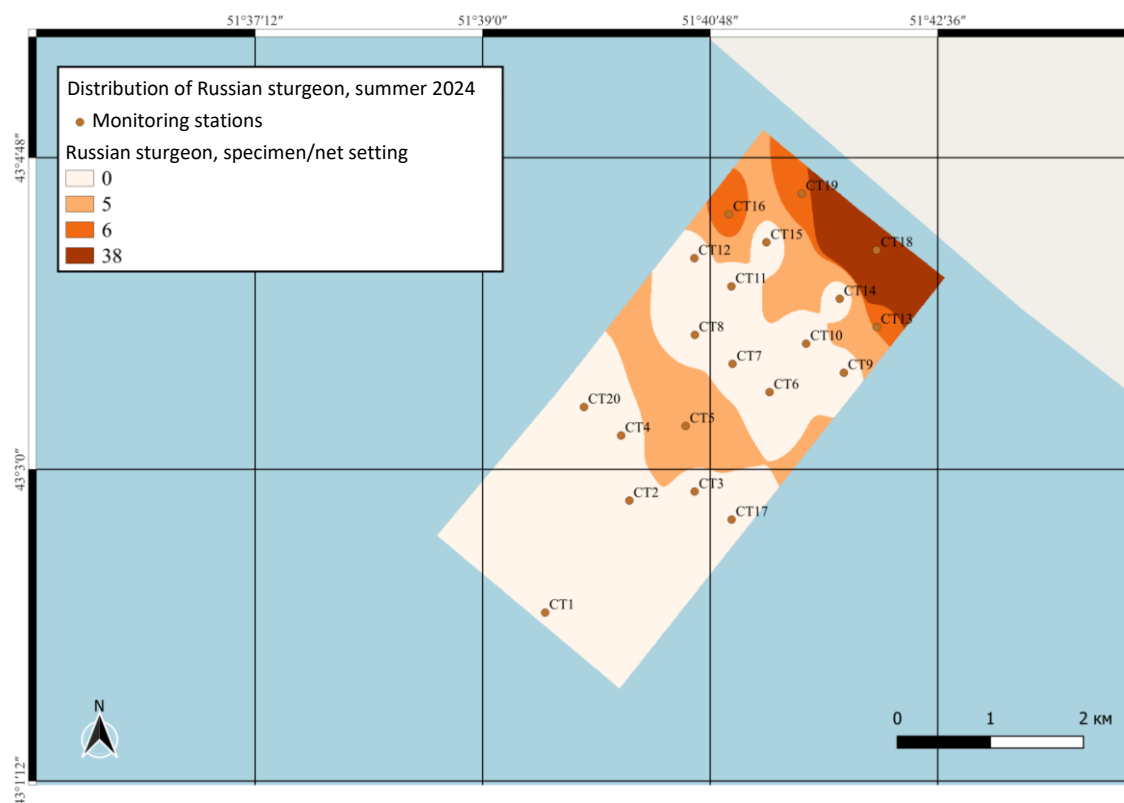 51°37'12" 51°39'0" 51°40'48" 51°42'36"
Distribution of Russian sturgeon, summer 2024
Monitoring stations
Russian sturgeon, specimen/net setting
0
5
6
38
43°4'48"
43°3'0"
43°1'12"
CT19
CT16
CT15
CT18
CT12
CT11
CT14
CT13
CT8
CT10
CT7
CT9
CT6
CT20
CT5
CT4
CT3
CT2
CT17
CT1
N
0 1 2 км